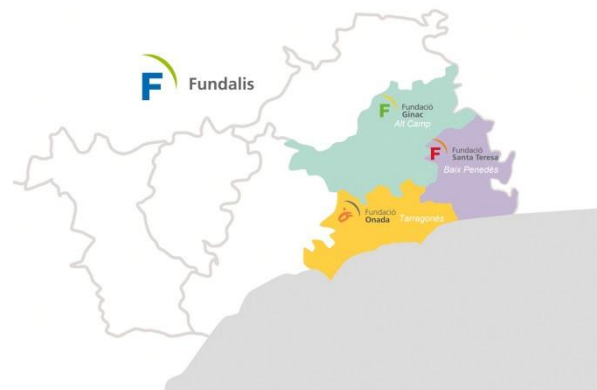 F Fundalis
F Fundació
Ginac
Alt Camp
F Fundació
Santa Teresa
Baix Penedès
Fundació
Onada
Tarragonès